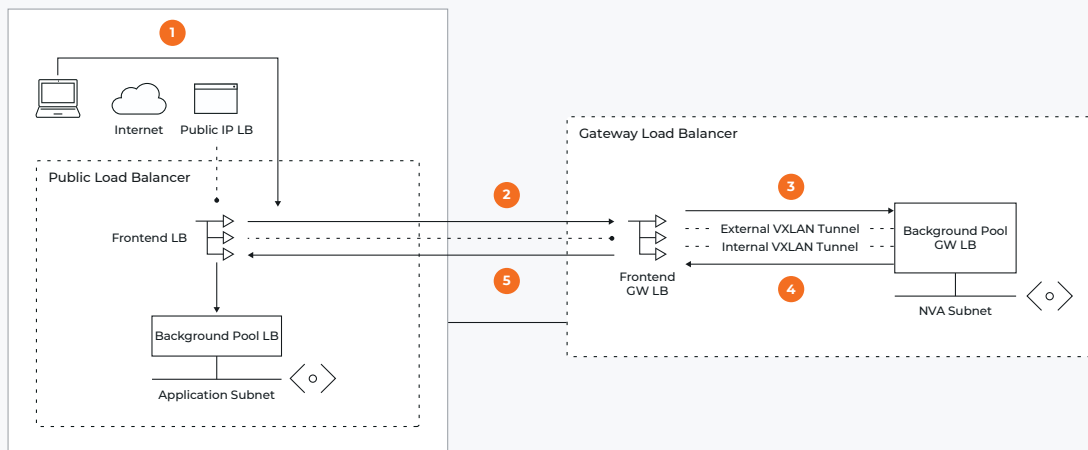 1
Internet
Public IP LB
Gateway Load Balancer
Public Load Balancer
2
3
Frontend LB
External VXLAN Tunnel
Internal VXLAN Tunnel
Background Pool
GW LB
5
Frontend
GW LB
4
NVA Subnet
Background Pool LB
Application Subnet